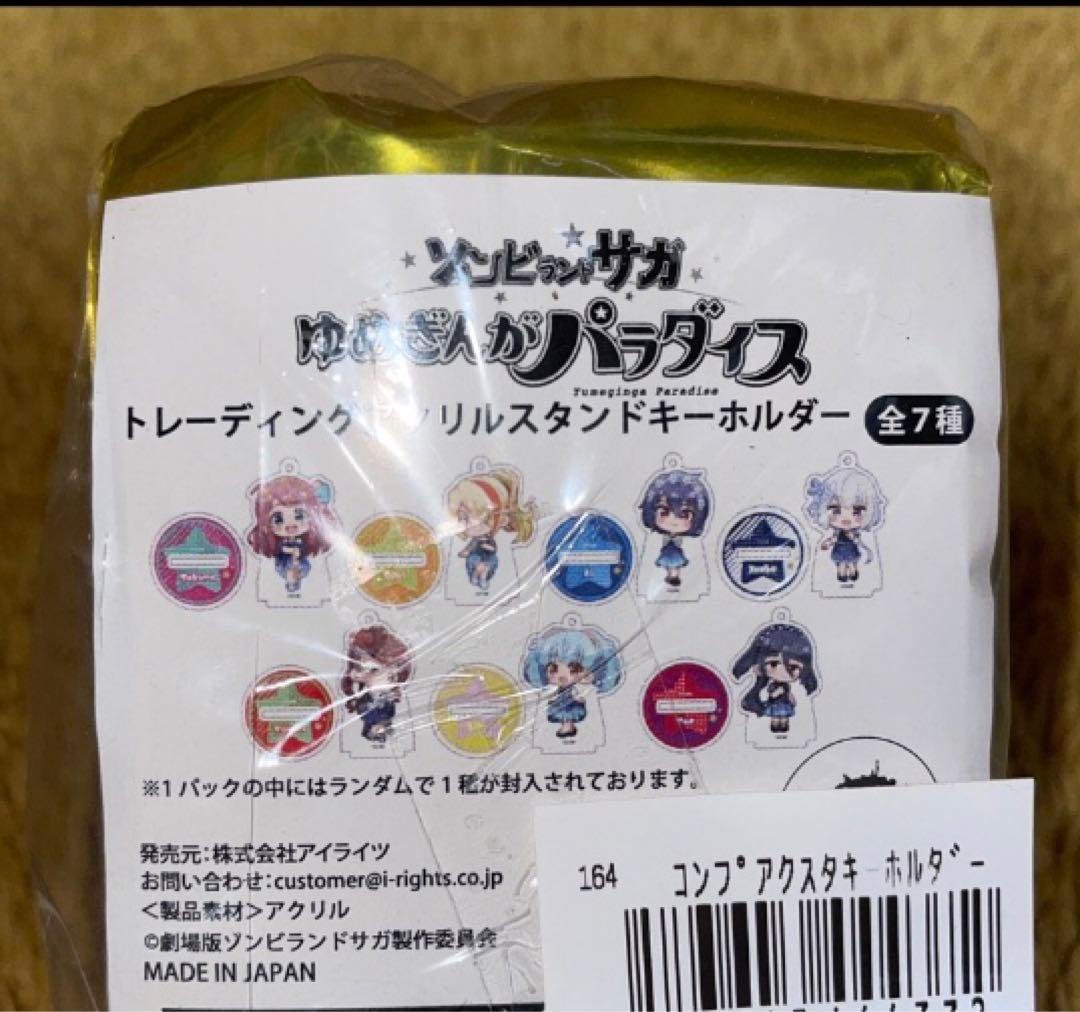 ゾンビランドサガ
ゆめぎんがパラダイス
Yumeginga Paradise
トレーディングアクリルスタンドキーホルダー 全7種
※1パックの中にはランダムで1種が封入されております。
発売元:株式会社アイライツ
お問い合わせ:customer@i-rights.co.jp
<製品素材>アクリル
©劇場版ゾンビランドサガ製作委員会
MADE IN JAPAN
164 コンプアクスタキーホルダー